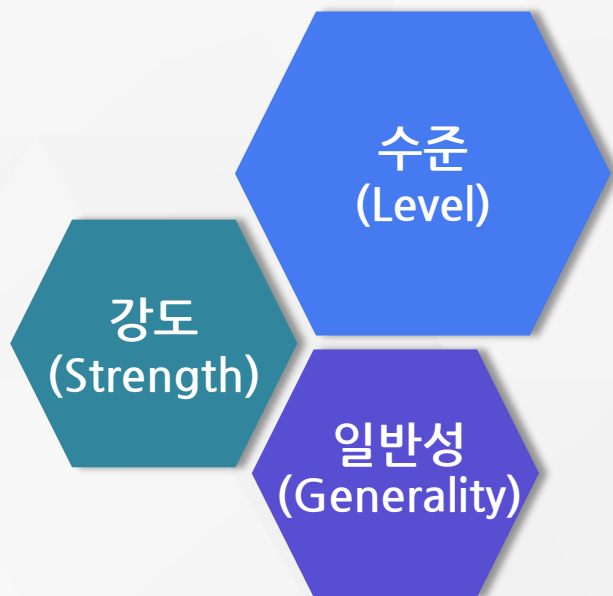 수준
(Level)
강도
(Strength)
일반성
(Generality)